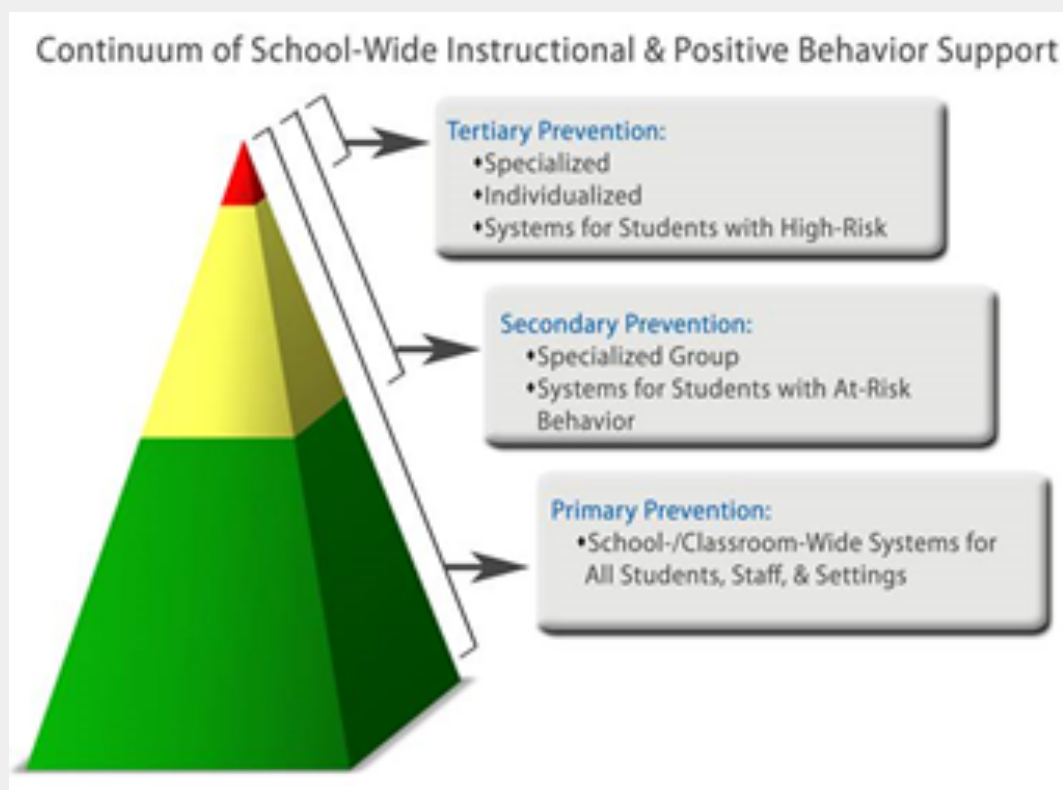 Continuum of School-Wide Instructional & Positive Behavior Support
Tertiary Prevention:
♦Specialized
♦Individualized
♦Systems for Students with High-Risk
Secondary Prevention:
♦Specialized Group
♦Systems for Students with At-Risk
Behavior
Primary Prevention:
♦School-/Classroom-Wide Systems for
All Students, Staff, & Settings